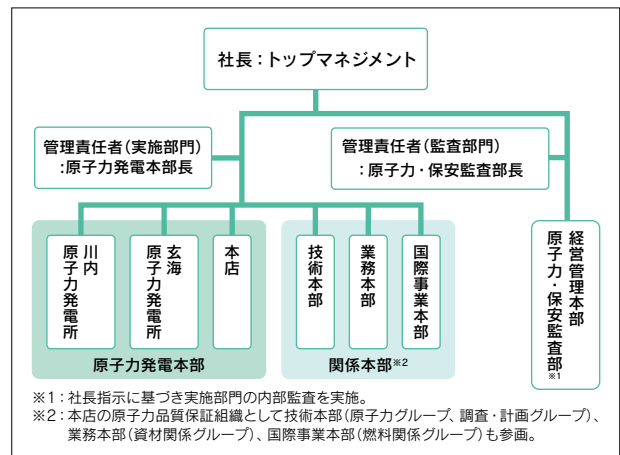 社長：トップマネジメント
管理責任者（実施部門）
：原子力発電本部長
管理責任者（監査部門）
：原子力・保安監査部長
川内
原子力発電所
玄海
原子力発電所
本店
技術本部
業務本部
国際事業本部
経営管理本部
原子力・保安監査部※1
原子力発電本部
関係本部※2
※1：社長指示に基づき実施部門の内部監査を実施。
※2：本店の原子力品質保証組織として技術本部（原子力グループ、調査・計画グループ）、
業務本部（資材関係グループ）、国際事業本部（燃料関係グループ）も参画。